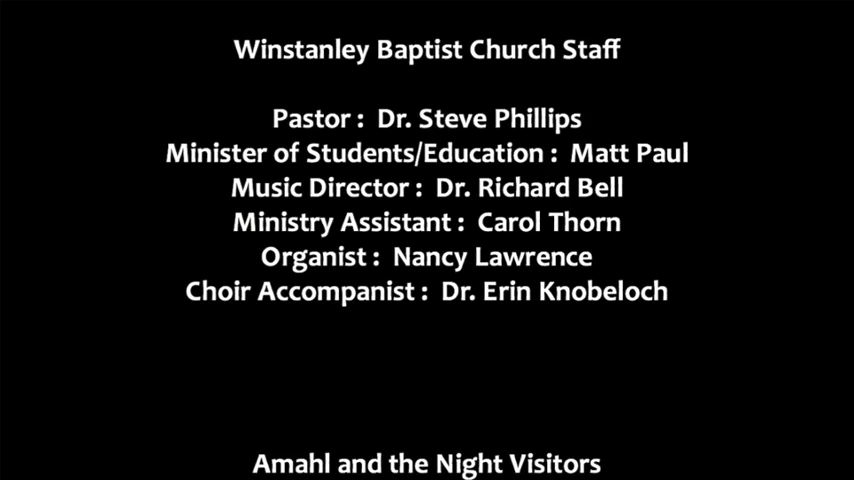 Winstanley Baptist Church Staff
Pastor : Dr. Steve Phillips
Minister of Students/Education : Matt Paul
Music Director : Dr. Richard Bell
Ministry Assistant : Carol Thorn
Organist : Nancy Lawrence
Choir Accompanist : Dr. Erin Knobeloch
Amahl and the Night Visitors